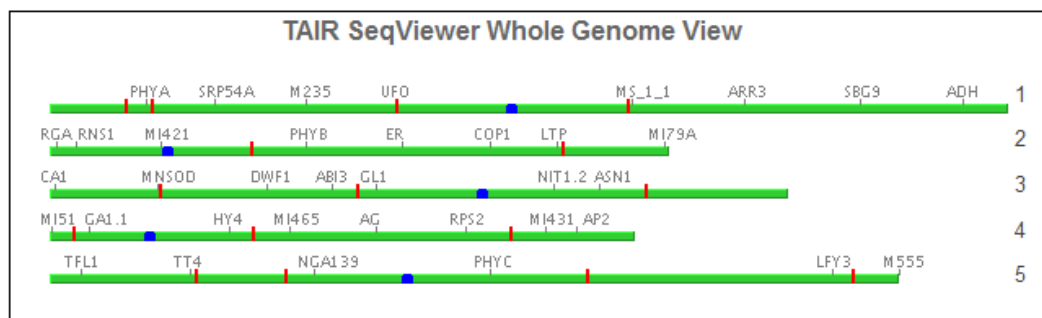 TAIR SeqViewer Whole Genome View
PHYA SRP54A M235 UFO MS_1_1 ARR3 SBG9 ADH 1
RGA RNS1 MI421 PHYB ER COP1 LTP MI79A 2
CA1 MNSOD DWF1 ABI3 GL1 NIT1.2 ASN1 3
MI51 GA1.1 HY4 MI465 AG RPS2 MI431 AP2 4
TFL1 TT4 NGA139 PHYC LFY3 M555 5